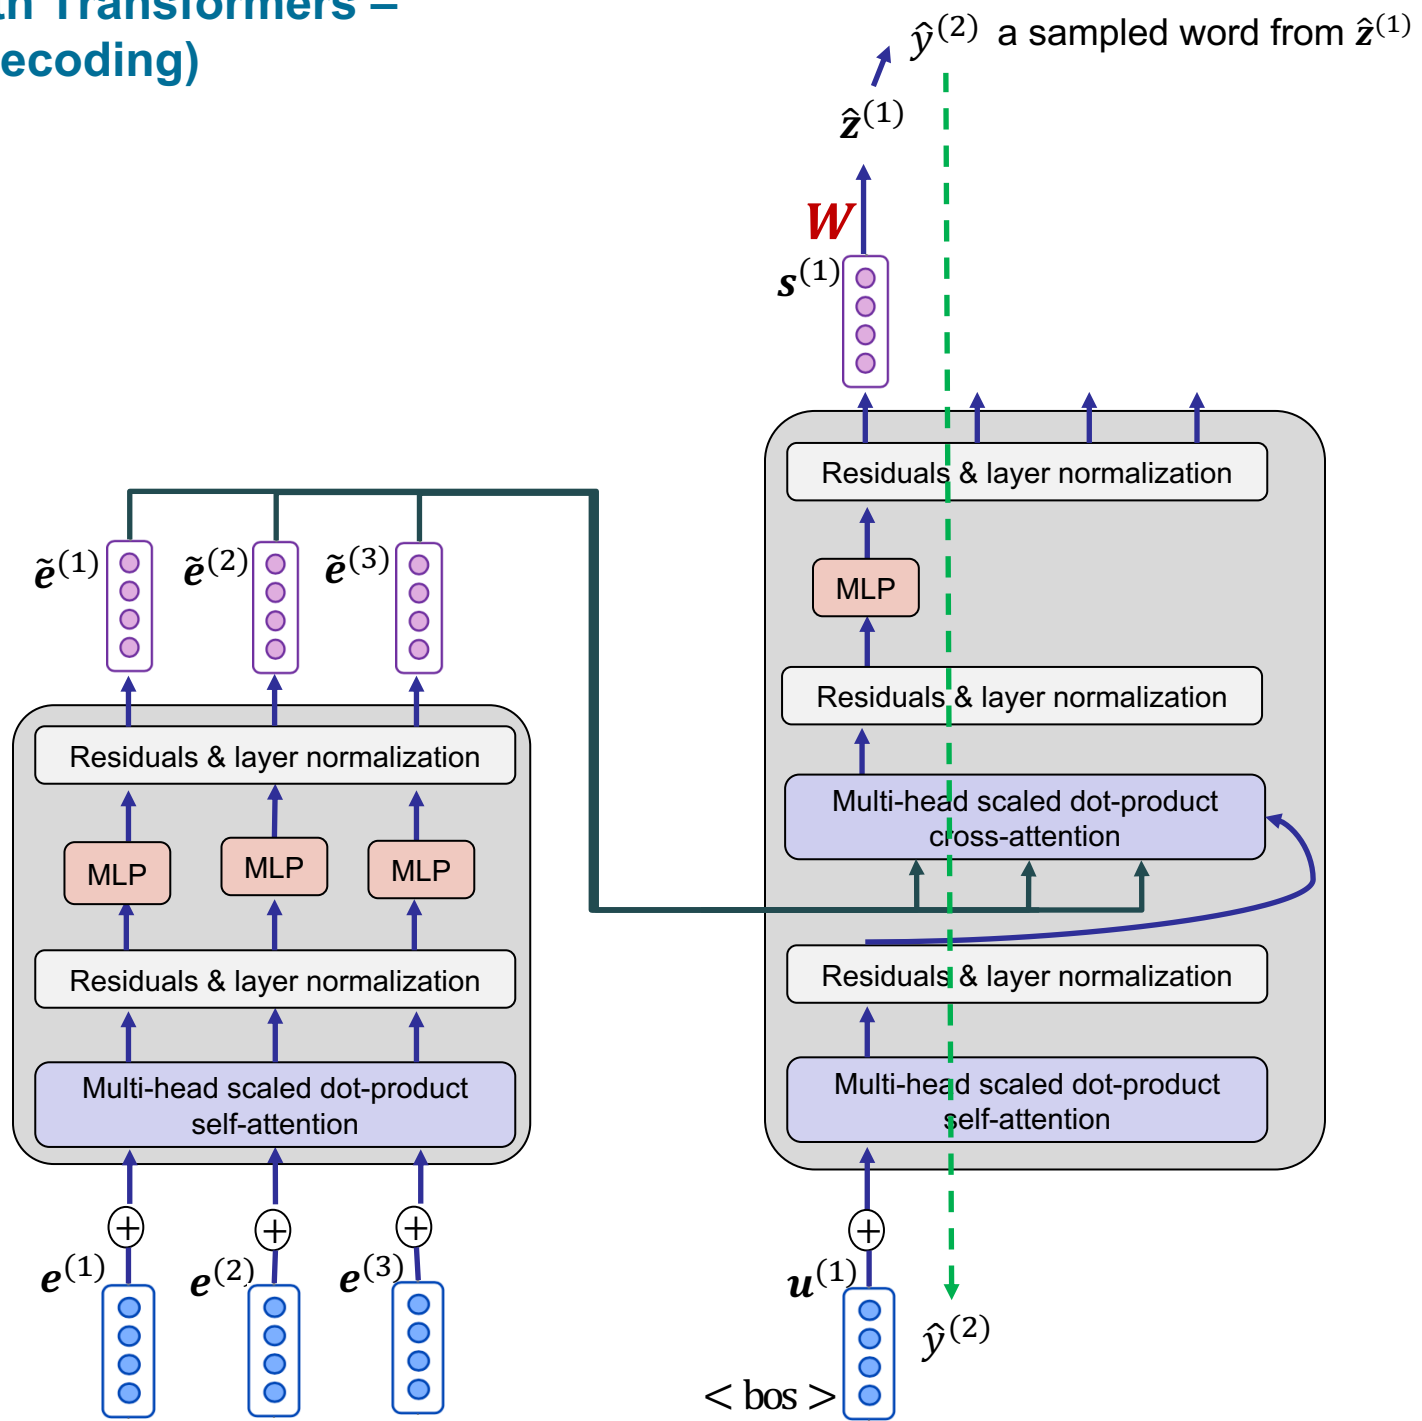 th Transformers –
ecoding)
ŷ⁽²⁾ a sampled word from ẑ⁽¹⁾
ẑ⁽¹⁾
W
s⁽¹⁾
Residuals & layer normalization
MLP
Residuals & layer normalization
Multi-head scaled dot-product
cross-attention
Residuals & layer normalization
Multi-head scaled dot-product
self-attention
+
u⁽¹⁾
ŷ⁽²⁾
< bos >
ẽ⁽¹⁾ ẽ⁽²⁾ ẽ⁽³⁾
Residuals & layer normalization
MLP MLP MLP
Residuals & layer normalization
Multi-head scaled dot-product
self-attention
+ + +
e⁽¹⁾ e⁽²⁾ e⁽³⁾